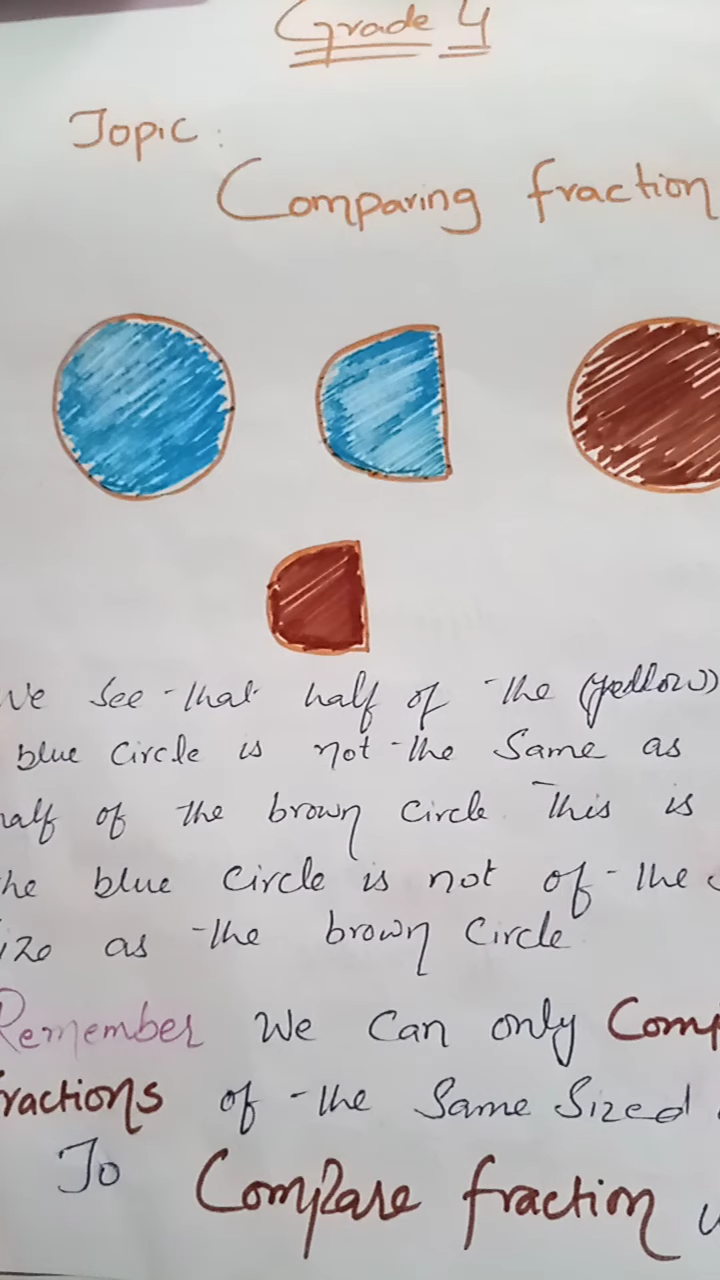 Grade 4
Topic:
Comparing fraction
We see that half of the (yellow)
blue circle is not the same as
half of the brown circle. This is
the blue circle is not of the
size as the brown circle
Remember We can only Comp
fractions of the same sized
To Compare fraction